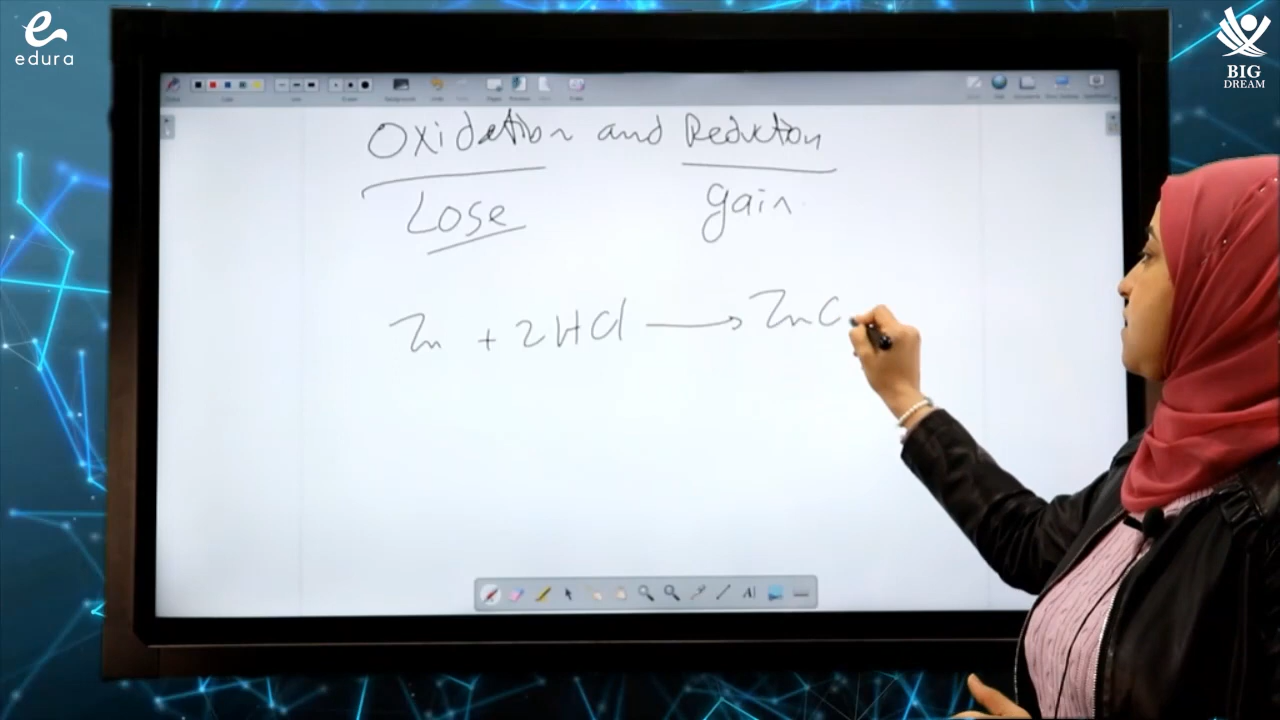 edura
BIG
DREAM
Oxidation and Reduction
Lose gain
Zn + 2HCl → ZnC